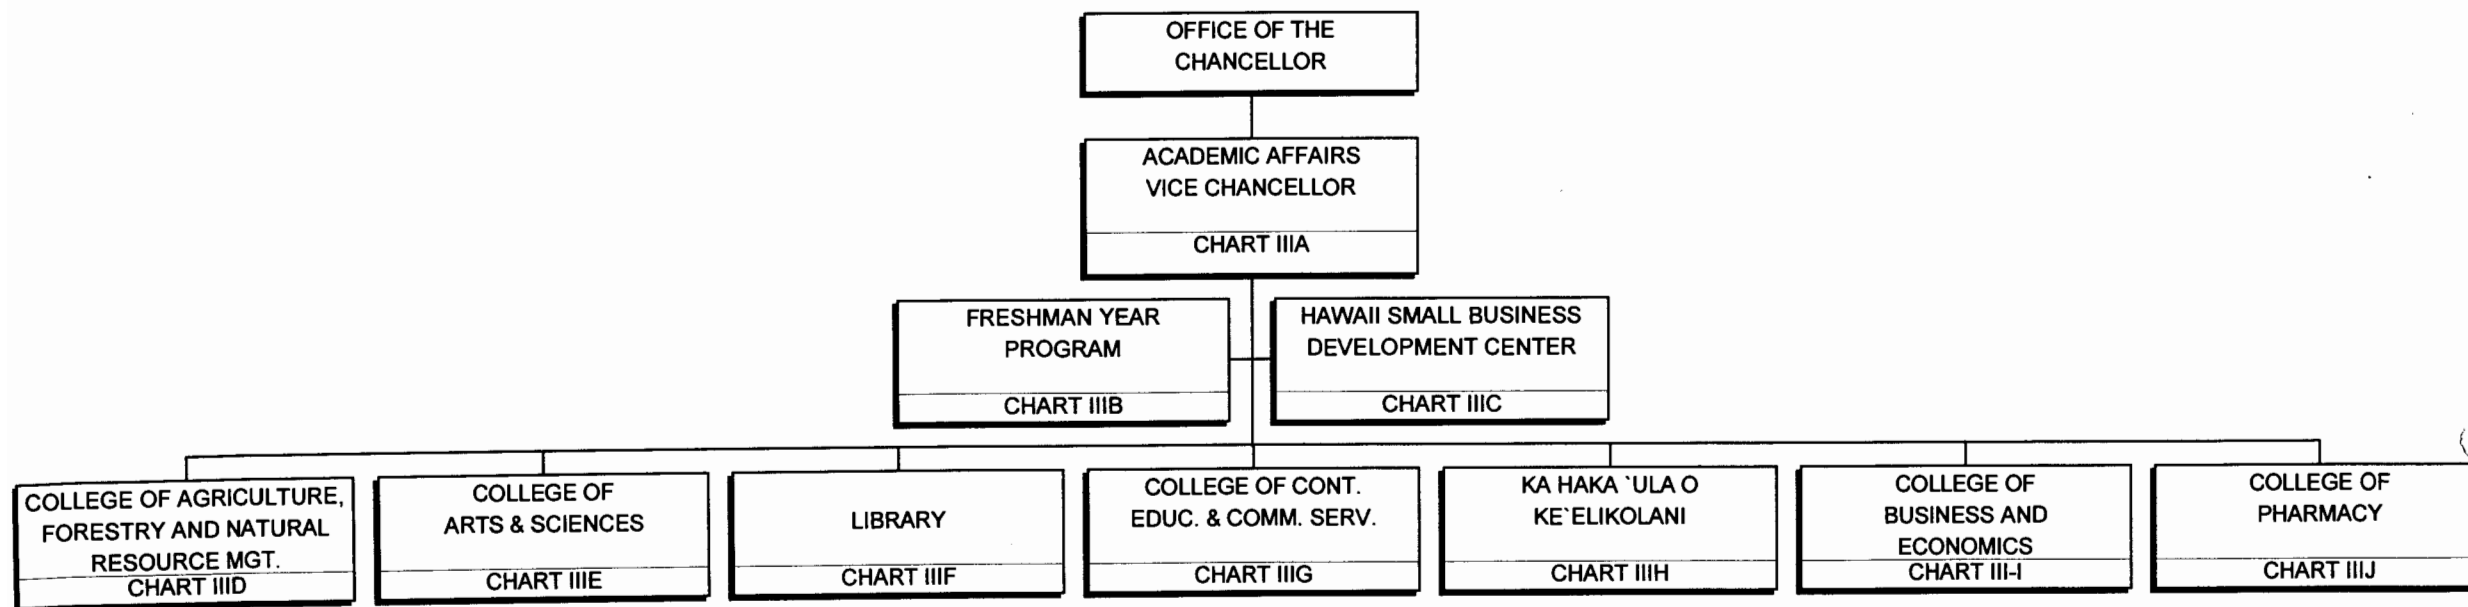 OFFICE OF THE
CHANCELLOR
ACADEMIC AFFAIRS
VICE CHANCELLOR
CHART IIIA
FRESHMAN YEAR
PROGRAM
CHART IIIB
HAWAII SMALL BUSINESS
DEVELOPMENT CENTER
CHART IIIC
COLLEGE OF AGRICULTURE,
FORESTRY AND NATURAL
RESOURCE MGT.
CHART IIID
COLLEGE OF
ARTS & SCIENCES
CHART IIIE
LIBRARY
CHART IIIF
COLLEGE OF CONT.
EDUC. & COMM. SERV.
CHART IIIG
KA HAKA `ULA O
KE`ELIKOLANI
CHART IIIH
COLLEGE OF
BUSINESS AND
ECONOMICS
CHART III-I
COLLEGE OF
PHARMACY
CHART IIIJ